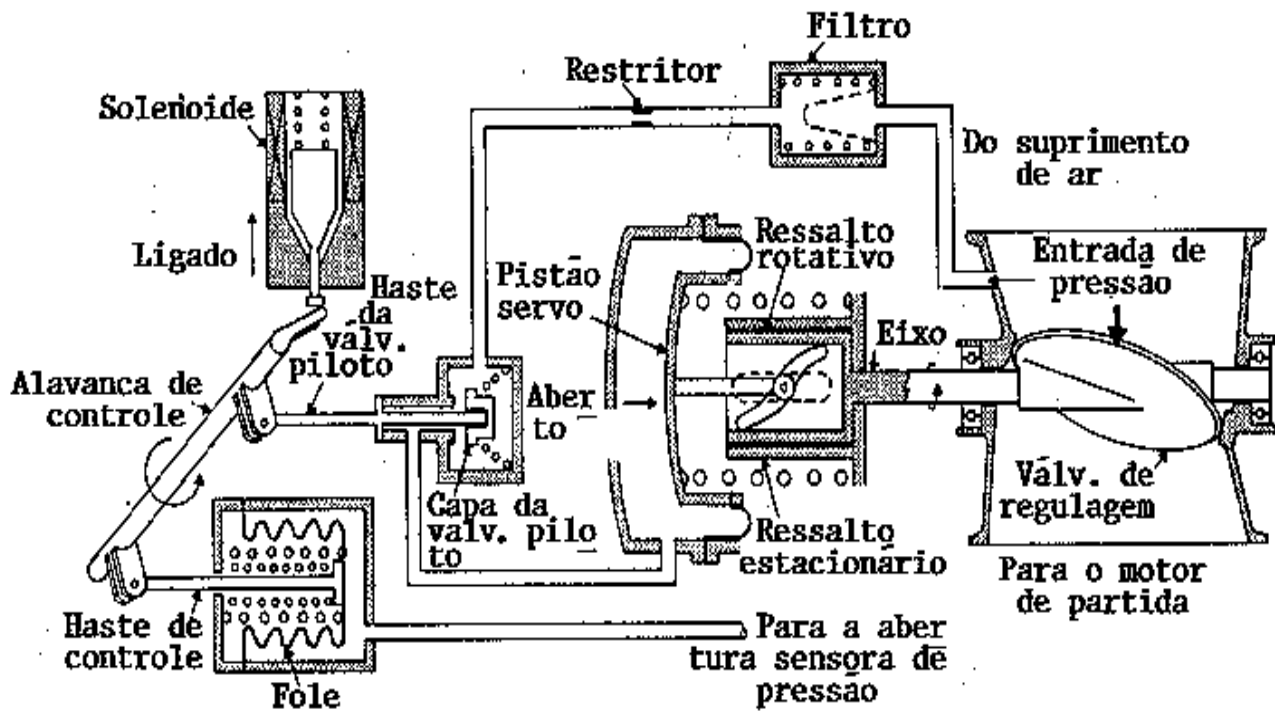 Filtro
Restritor
Solenoide
Do suprimento
de ar
Ligado
Ressalto
rotativo
Entrada de
pressão
Pistão
servo
Haste
da
válv.
piloto
Eixo
Alavanca de
controle
Aber
to
Capa da
valv. pilo
to
Válv. de
regulagem
Ressalto
estacionário
Para o motor
de partida
Haste de
controle
Para a aber
tura sensora de
pressão
Fole